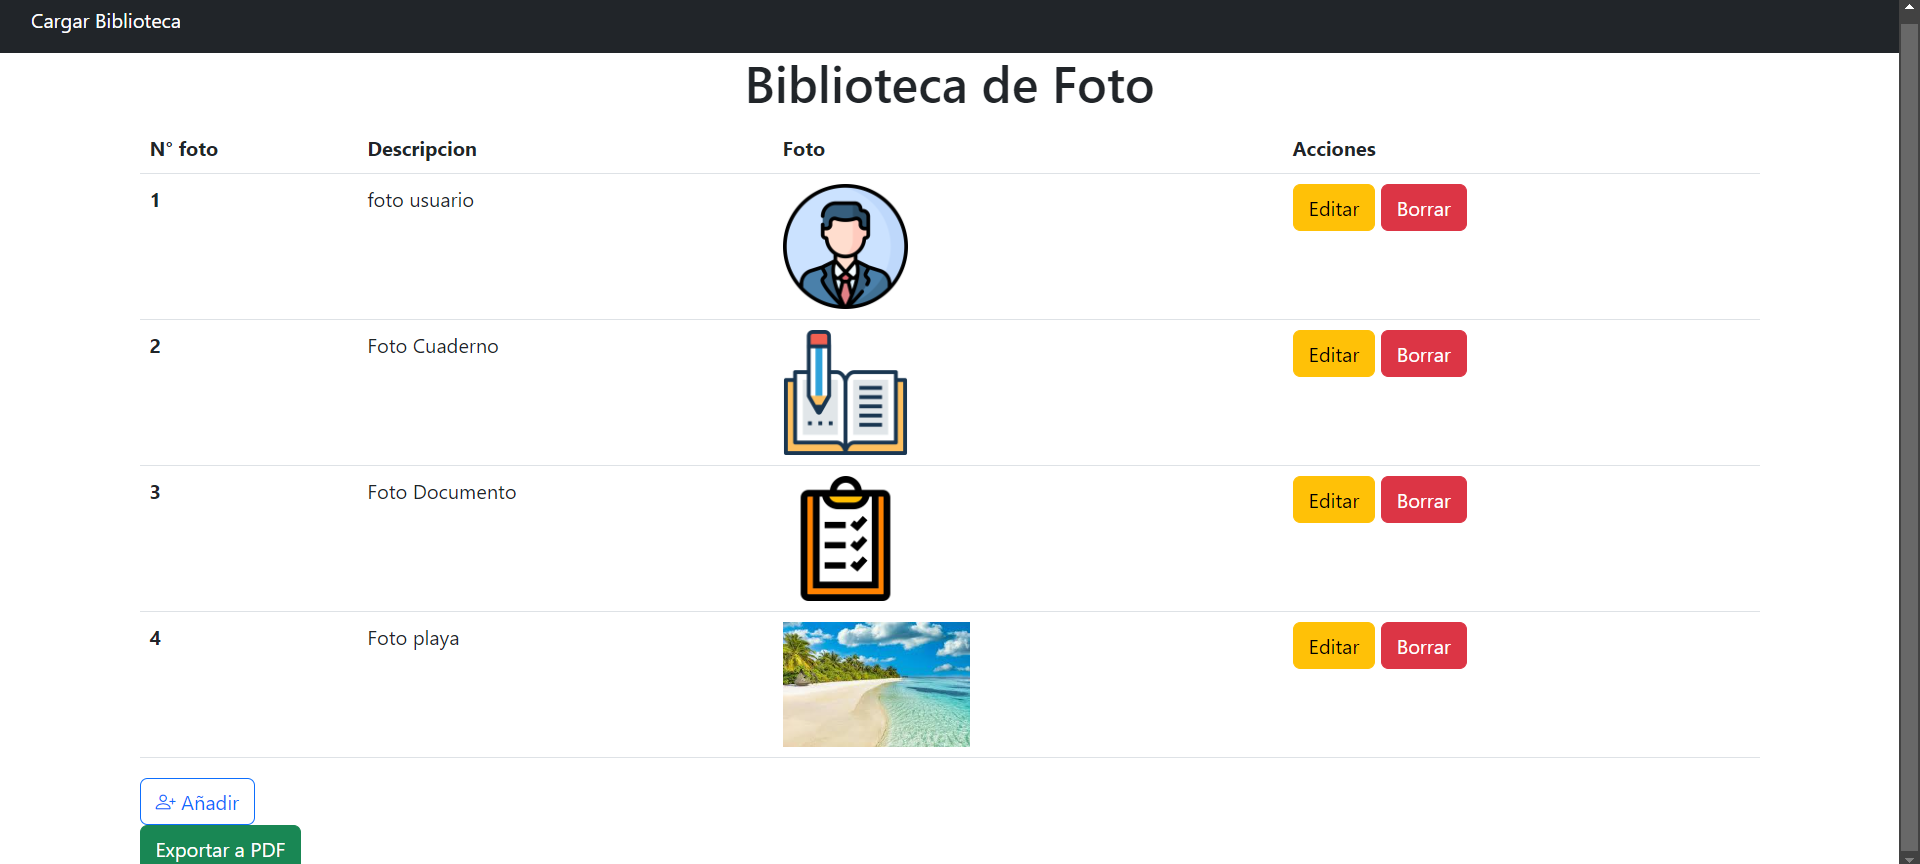 Cargar Biblioteca
Biblioteca de Foto
N° foto Descripcion Foto Acciones
1 foto usuario Editar Borrar
2 Foto Cuaderno Editar Borrar
3 Foto Documento Editar Borrar
4 Foto playa Editar Borrar
Añadir
Exportar a PDF